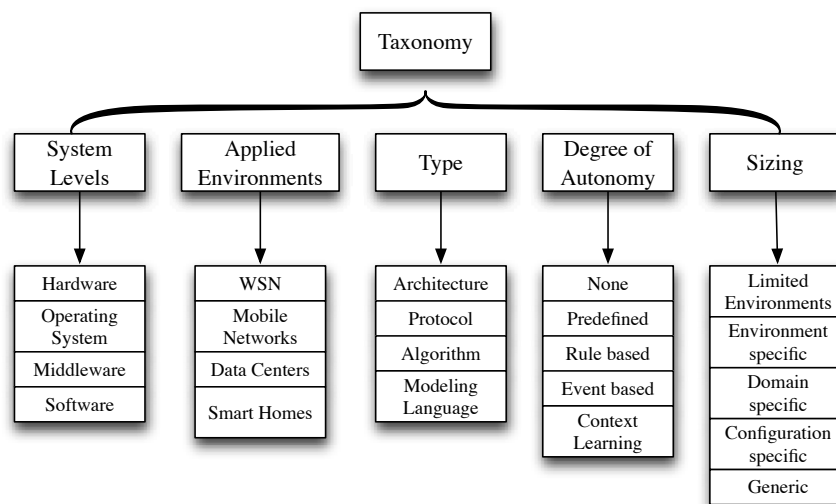 Taxonomy
System
Levels
Applied
Environments
Type
Degree of
Autonomy
Sizing
Hardware
Operating
System
Middleware
Software
WSN
Mobile
Networks
Data Centers
Smart Homes
Architecture
Protocol
Algorithm
Modeling
Language
None
Predefined
Rule based
Event based
Context
Learning
Limited
Environments
Environment
specific
Domain
specific
Configuration
specific
Generic